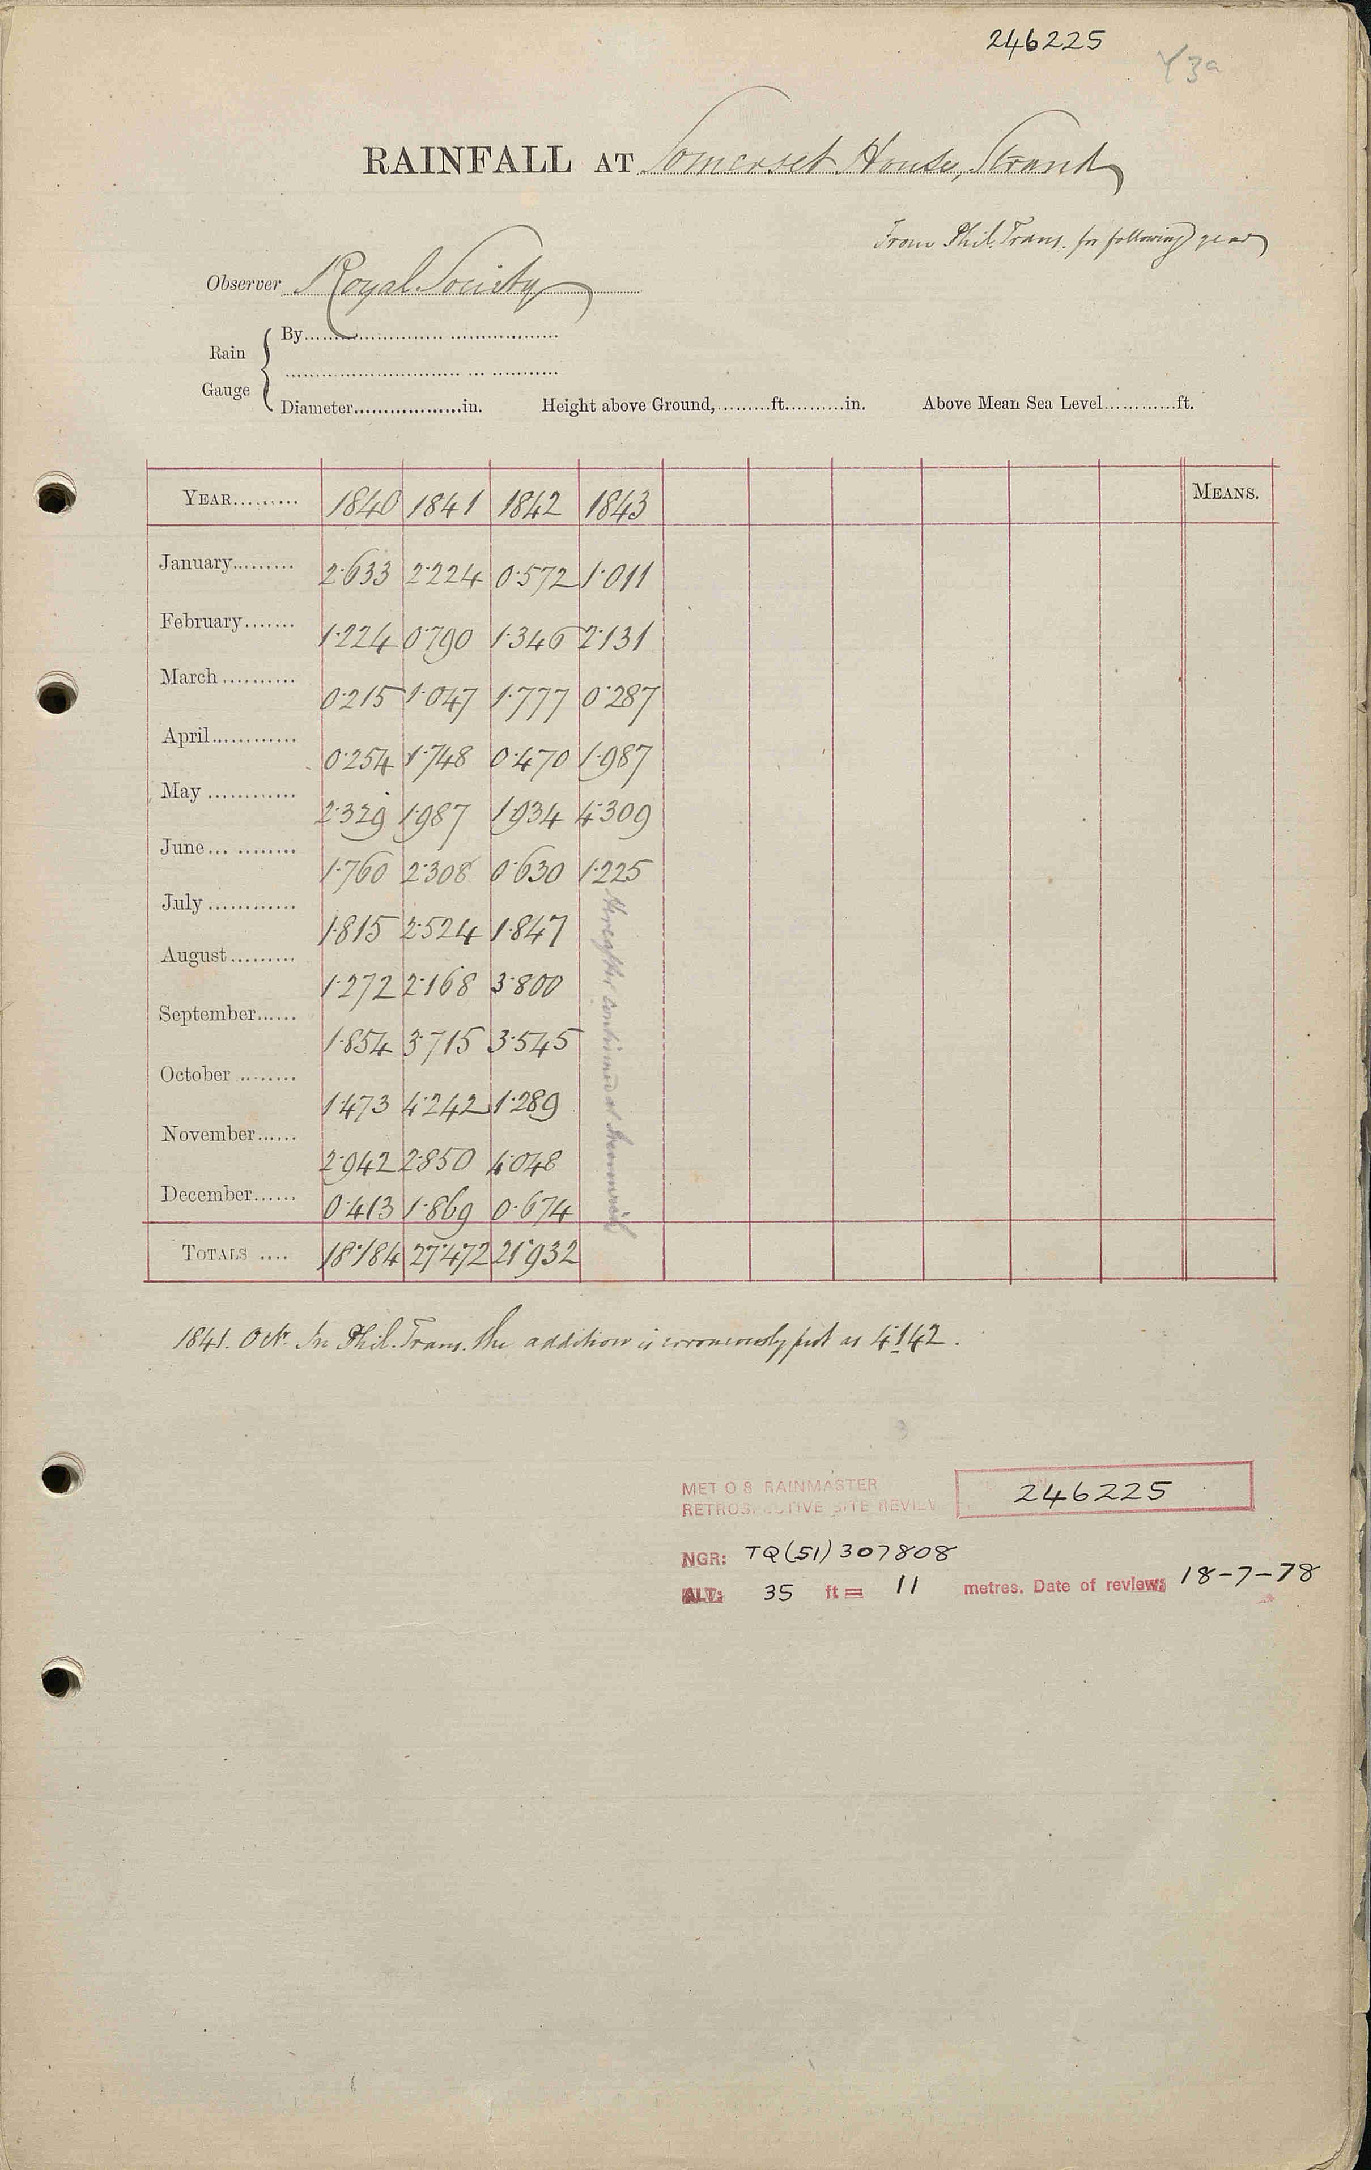 246225
Y3a
RAINFALL AT Somerset House, Strand
From Phil. Trans. for following year
Observer Royal Society
Rain Gauge
By
Diameter in. Height above Ground, ft. in. Above Mean Sea Level ft.
YEAR 1840 1841 1842 1843 MEANS.
January 2·633 2·224 0·572 1·011
February 1·224 0·790 1·346 2·131
March 0·215 1·047 1·777 0·287
April 0·254 1·748 0·470 1·987
May 2·329 1·987 1·934 4·309
June 1·760 2·308 0·630 1·225
July 1·815 2·524 1·847
August 1·272 2·168 3·800
September 1·854 3·715 3·545
October 1·473 4·242 1·289
November 2·942 2·850 4·048
December 0·413 1·869 0·674
TOTALS 18·184 27·472 21·932
thereafter continued at Greenwich
1841. Octr. In Phil. Trans. the addition is erroneously put as 4·142.
3
MET O 8 RAINMASTER
RETROSPECTIVE SITE REVIEW
246225
NGR: TQ(51)307808
ALT: 35 ft = 11 metres. Date of review: 18-7-78